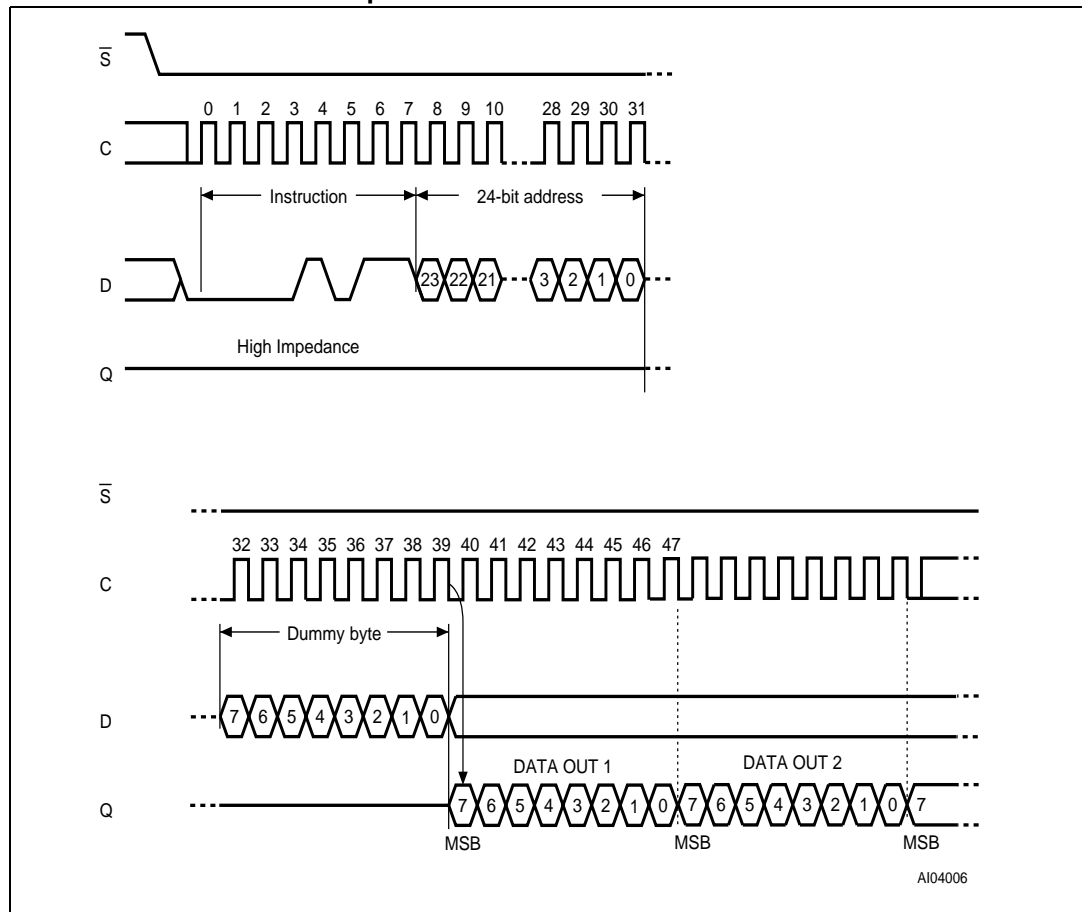 S
0 1 2 3 4 5 6 7 8 9 10 28 29 30 31
C
Instruction 24-bit address
D 23 22 21 3 2 1 0
High Impedance
Q
S
32 33 34 35 36 37 38 39 40 41 42 43 44 45 46 47
C
Dummy byte
D 7 6 5 4 3 2 1 0
DATA OUT 1 DATA OUT 2
Q 7 6 5 4 3 2 1 0 7 6 5 4 3 2 1 0 7
MSB MSB MSB
AI04006